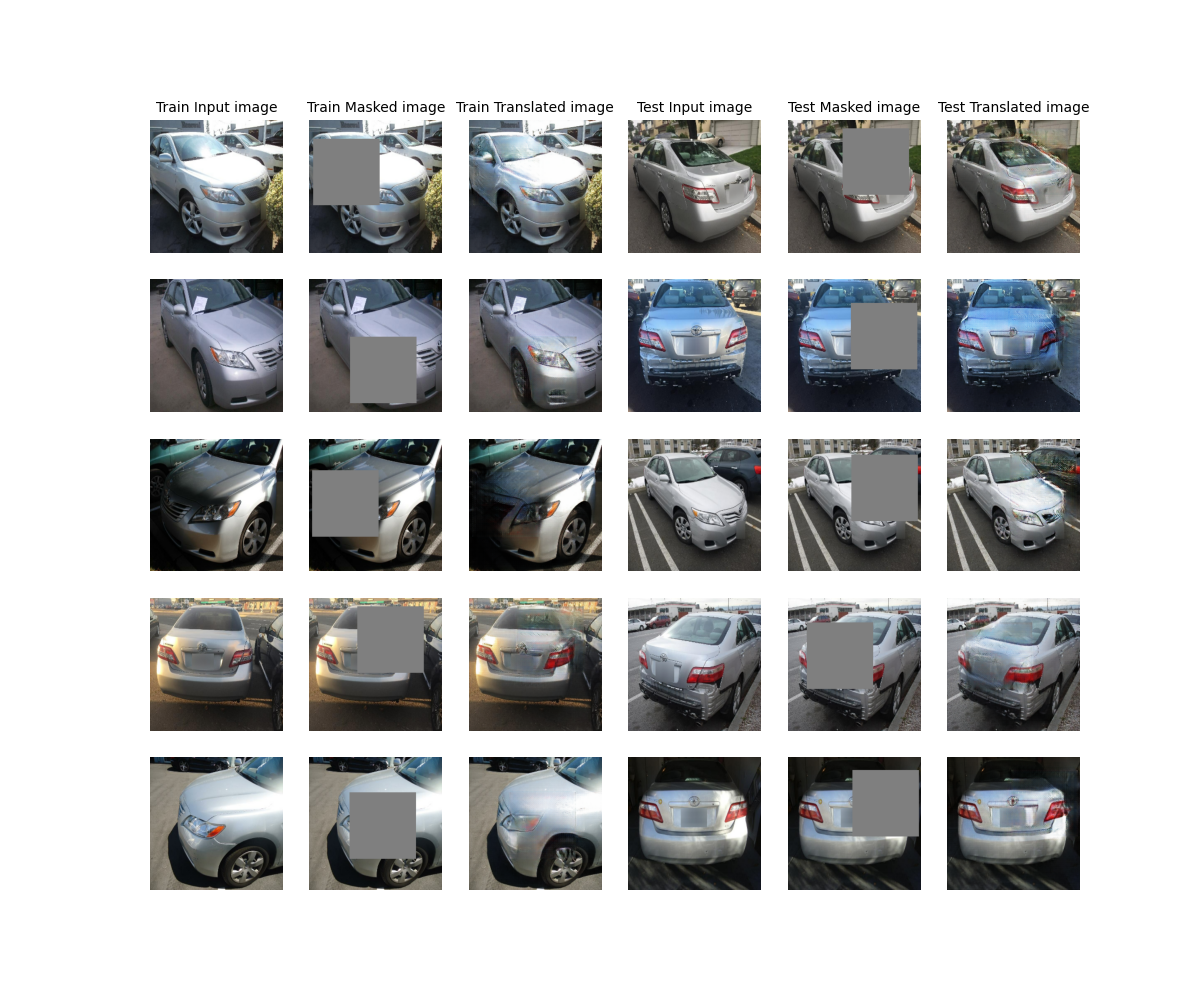 Train Input image
Train Masked image
Train Translated image
Test Input image
Test Masked image
Test Translated image